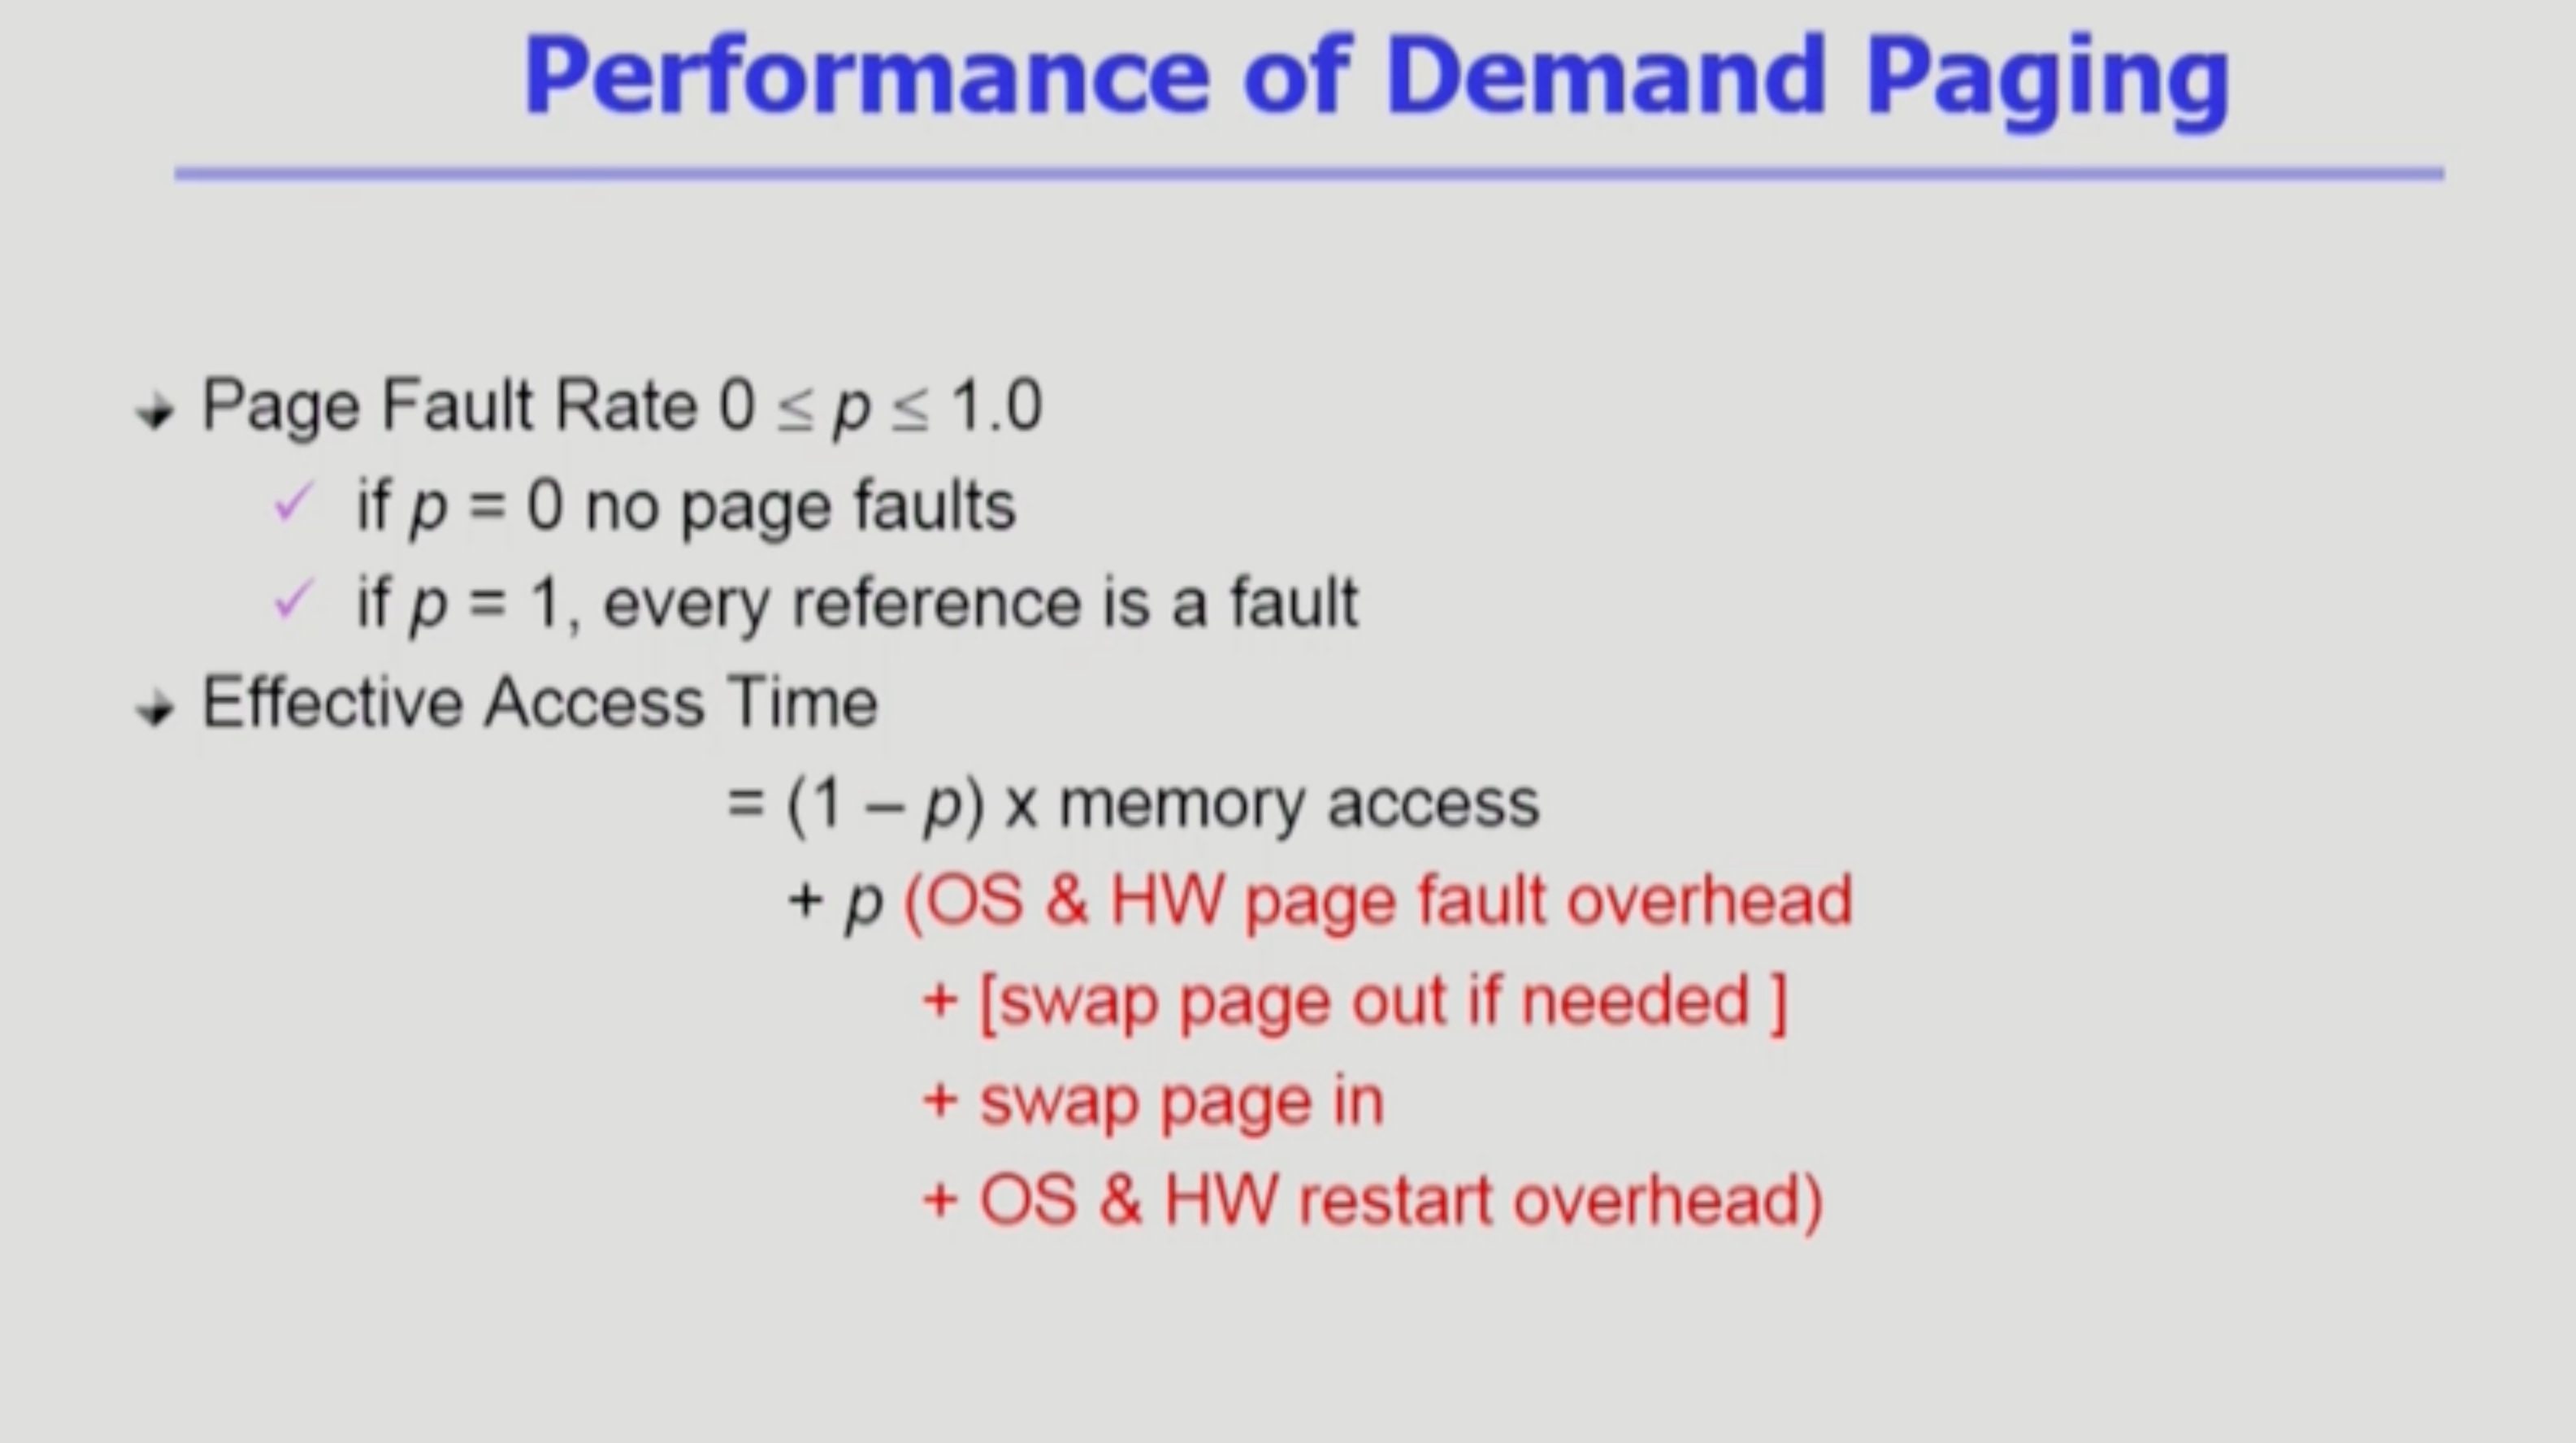 Performance of Demand Paging
Page Fault Rate 0 ≤ p ≤ 1.0
if p = 0 no page faults
if p = 1, every reference is a fault
Effective Access Time
= (1 – p) x memory access
+ p (OS & HW page fault overhead
+ [swap page out if needed ]
+ swap page in
+ OS & HW restart overhead)